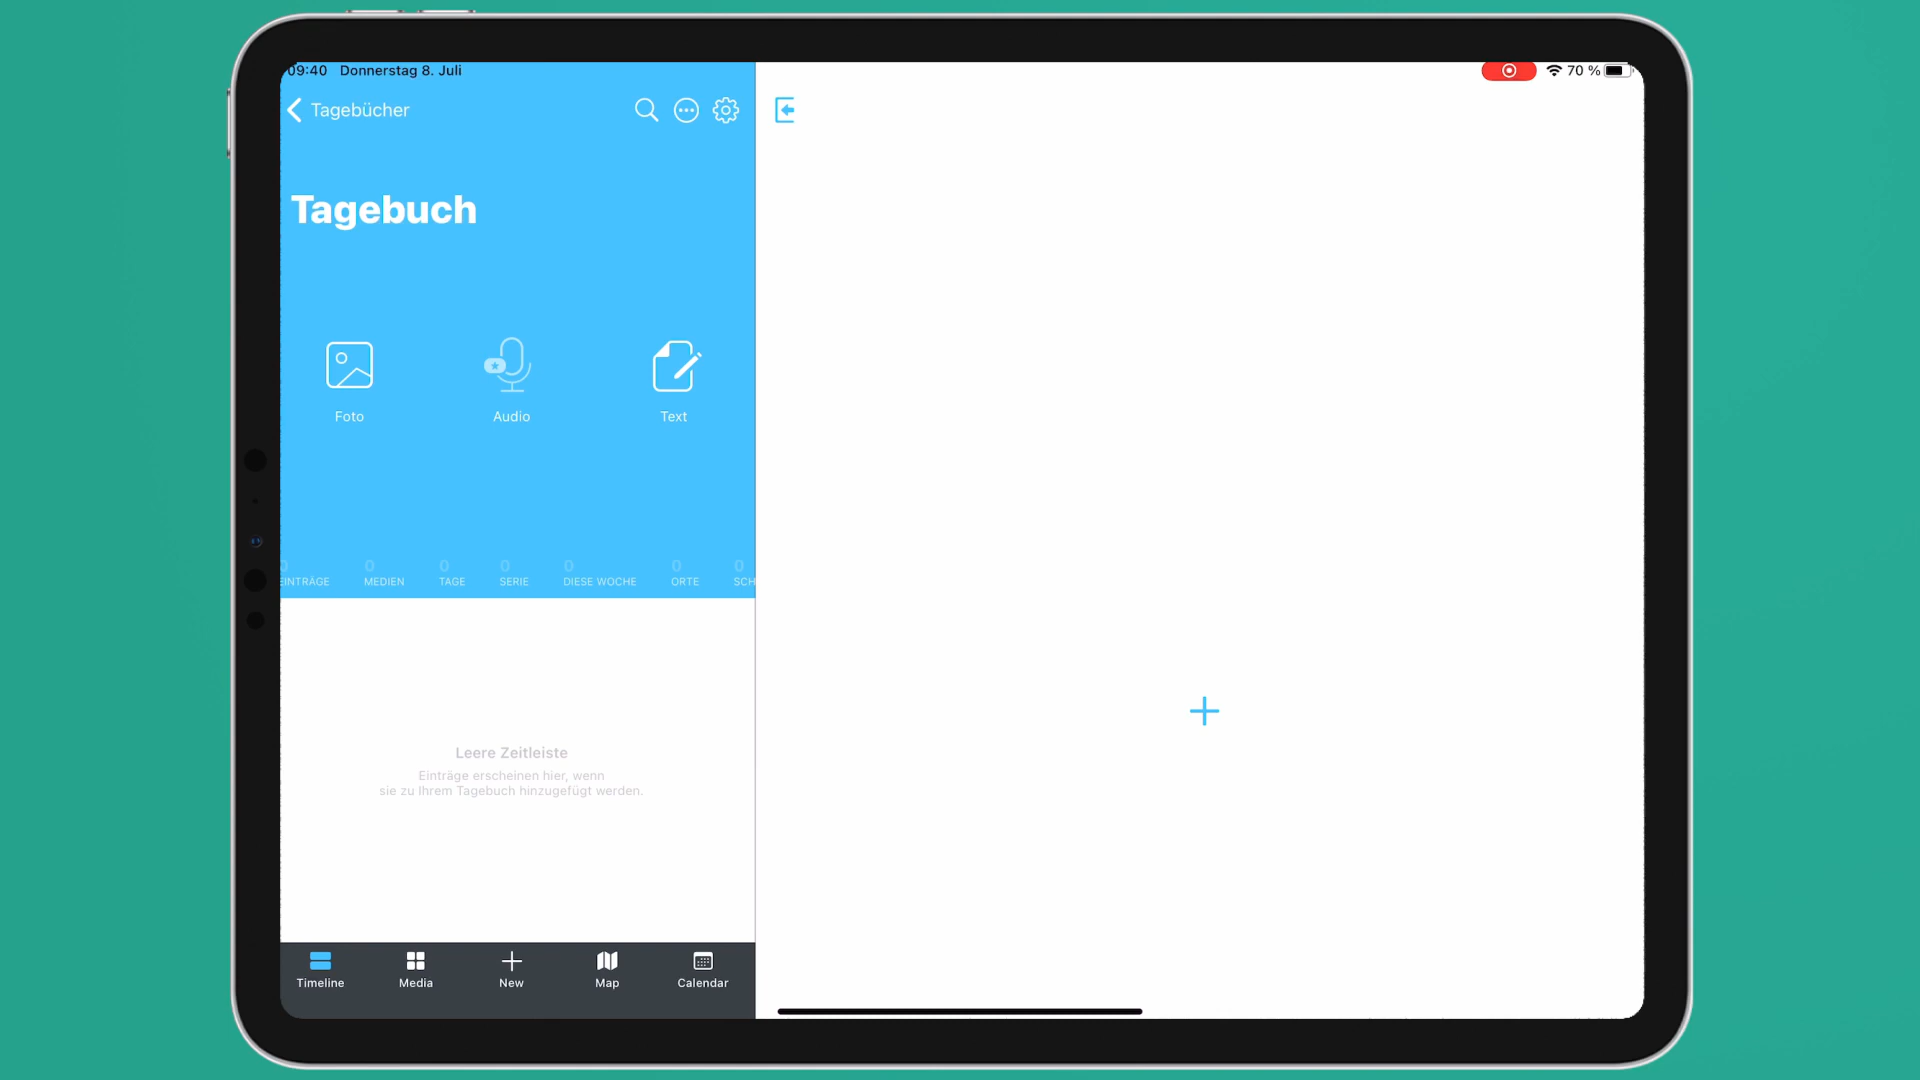 09:40 Donnerstag 8. Juli
70 %
Tagebücher
Tagebuch
Foto
Audio
Text
0 0 0 0 0 0 0
EINTRÄGE MEDIEN TAGE SERIE DIESE WOCHE ORTE SCH
Leere Zeitleiste
Einträge erscheinen hier, wenn
sie zu Ihrem Tagebuch hinzugefügt werden.
Timeline
Media
New
Map
Calendar